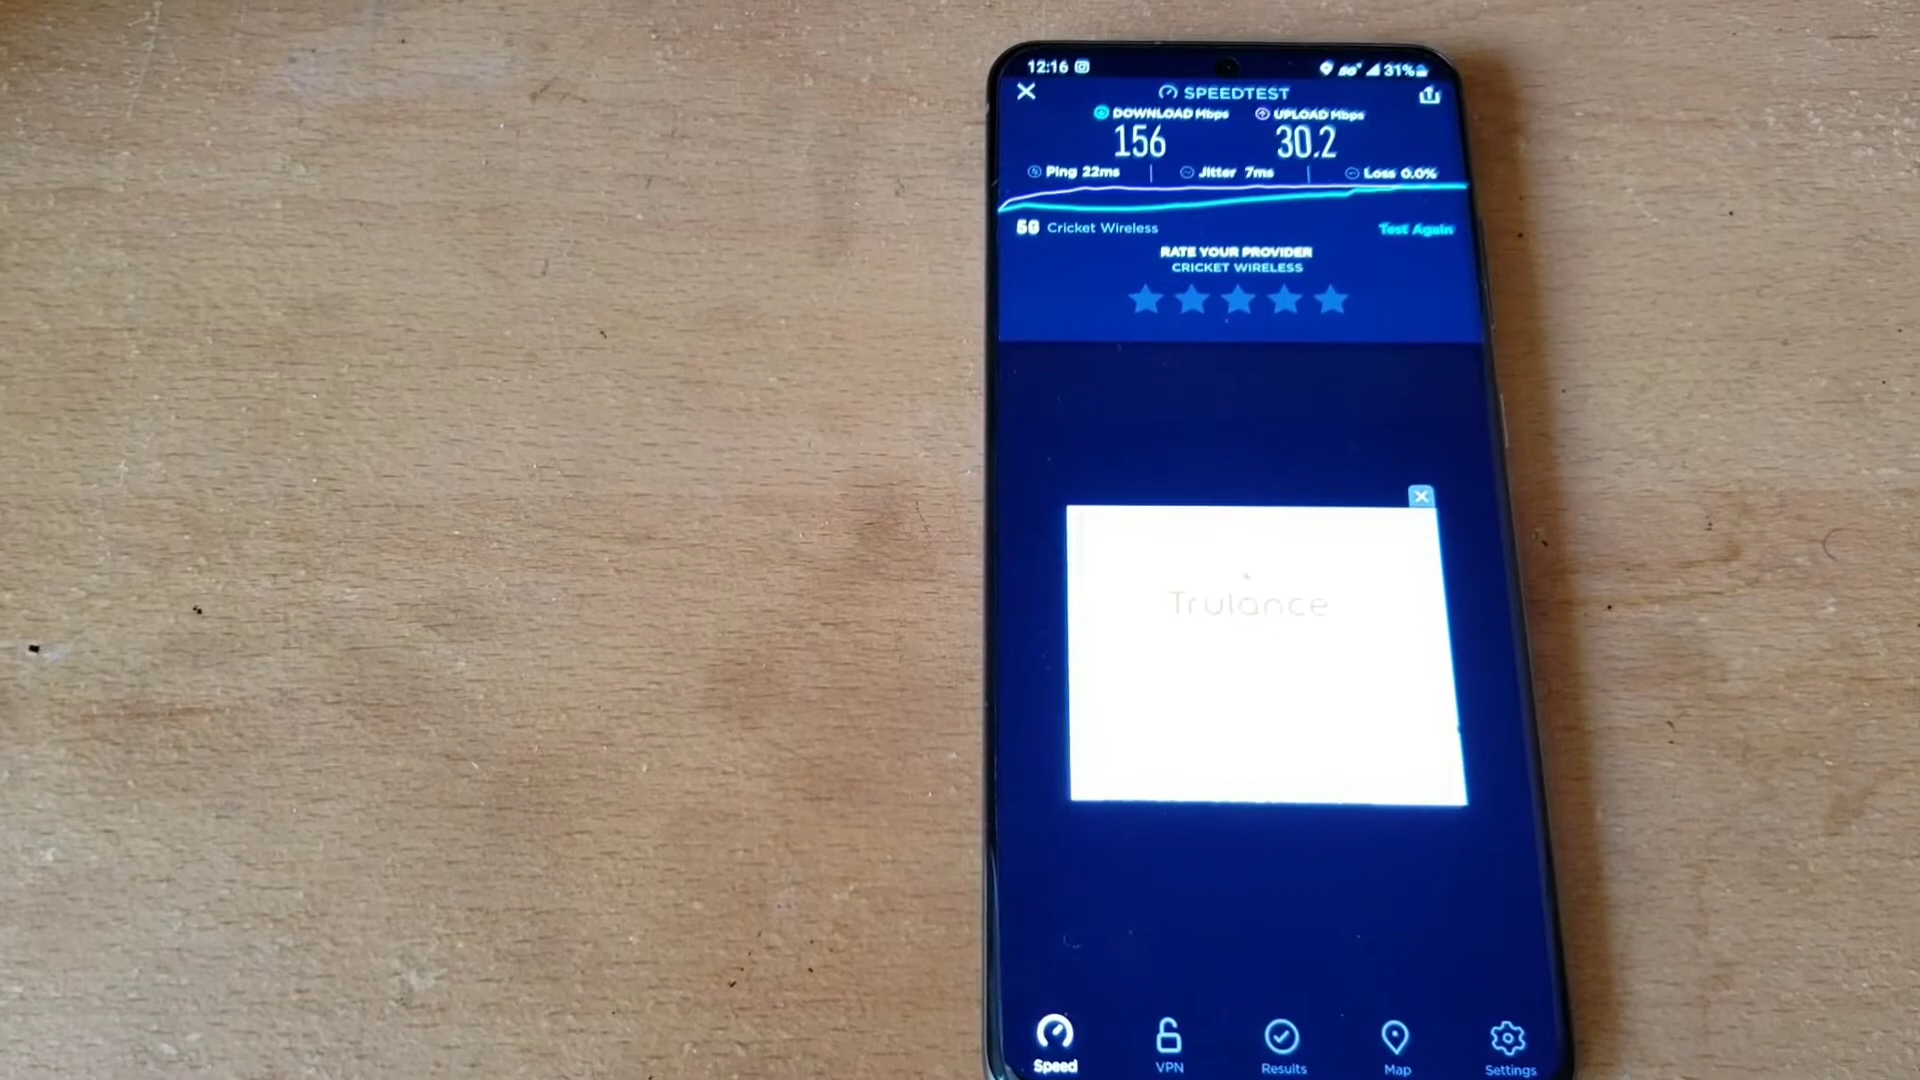 12:16 31%
SPEEDTEST
DOWNLOAD Mbps UPLOAD Mbps
156 30.2
Ping 22ms Jitter 7ms Loss 0.0%
5G Cricket Wireless Test Again
RATE YOUR PROVIDER
CRICKET WIRELESS
Trulance
Speed VPN Results Map Settings